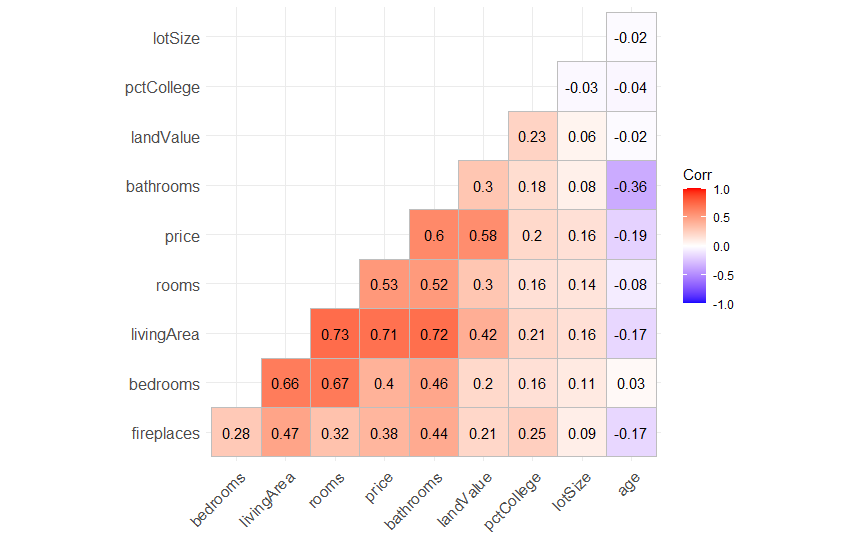 lotSize -0.02
pctCollege -0.03 -0.04
landValue 0.23 0.06 -0.02
bathrooms 0.3 0.18 0.08 -0.36
price 0.6 0.58 0.2 0.16 -0.19
rooms 0.53 0.52 0.3 0.16 0.14 -0.08
livingArea 0.73 0.71 0.72 0.42 0.21 0.16 -0.17
bedrooms 0.66 0.67 0.4 0.46 0.2 0.16 0.11 0.03
fireplaces 0.28 0.47 0.32 0.38 0.44 0.21 0.25 0.09 -0.17
bedrooms livingArea rooms price bathrooms landValue pctCollege lotSize age
Corr
1.0
0.5
0.0
-0.5
-1.0